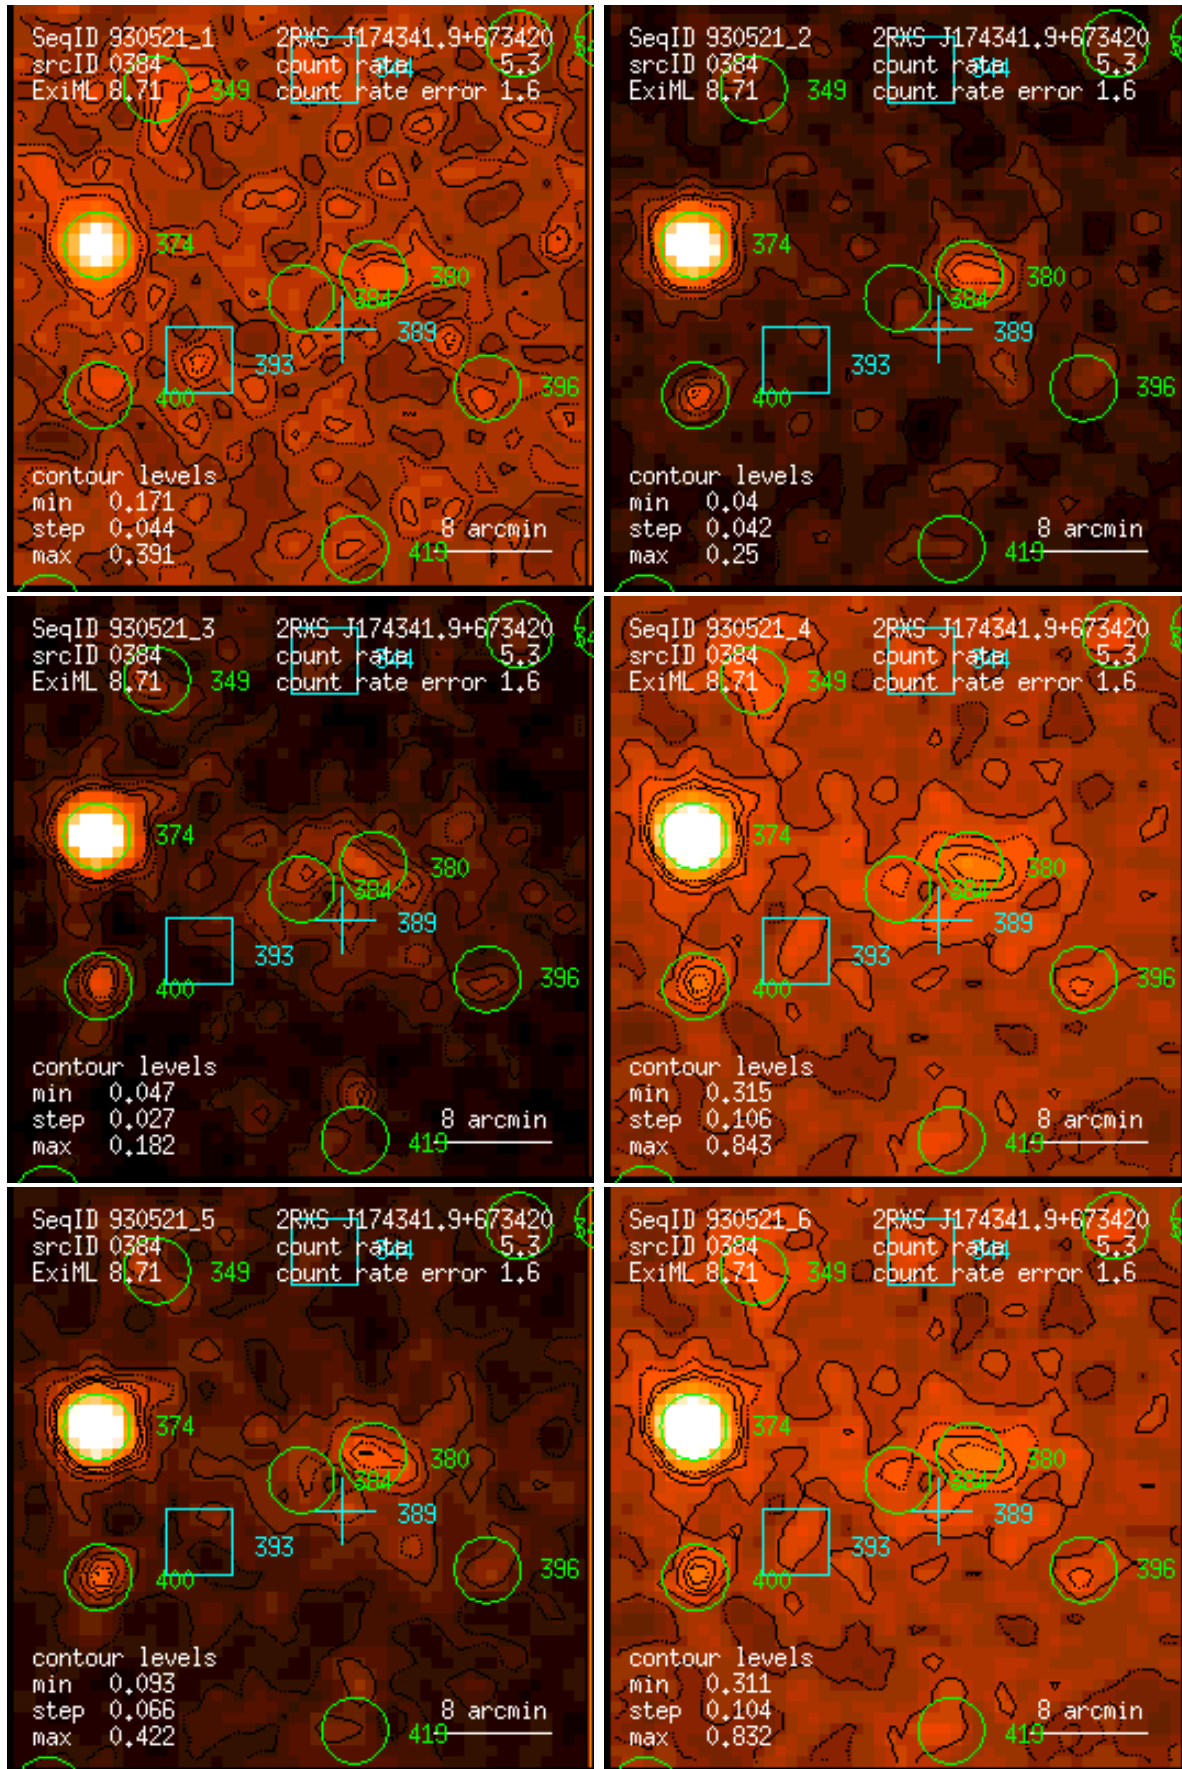 SeqID 930521_1 2RXS J174341.9+673420
srcID 0384 count rate 5.3
344
ExiML 8.71 count rate error 1.6
349
374
380
384
389
393
396
400
contour levels
min 0.171
step 0.044 8 arcmin
max 0.391 419
SeqID 930521_2 2RXS J174341.9+673420
srcID 0384 count rate 5.3
344
ExiML 8.71 count rate error 1.6
349
374
380
384
389
393
396
400
contour levels
min 0.04
step 0.042 8 arcmin
max 0.25 419
SeqID 930521_3 2RXS J174341.9+673420
srcID 0384 count rate 5.3
344
ExiML 8.71 count rate error 1.6
349
374
380
384
389
393
396
400
contour levels
min 0.047
step 0.027 8 arcmin
max 0.182 419
SeqID 930521_4 2RXS J174341.9+673420
srcID 0384 count rate 5.3
344
ExiML 8.71 count rate error 1.6
349
374
380
384
389
393
396
400
contour levels
min 0.315
step 0.106 8 arcmin
max 0.843 419
SeqID 930521_5 2RXS J174341.9+673420
srcID 0384 count rate 5.3
344
ExiML 8.71 count rate error 1.6
349
374
380
384
389
393
396
400
contour levels
min 0.093
step 0.066 8 arcmin
max 0.422 419
SeqID 930521_6 2RXS J174341.9+673420
srcID 0384 count rate 5.3
344
ExiML 8.71 count rate error 1.6
349
374
380
384
389
393
396
400
contour levels
min 0.311
step 0.104 8 arcmin
max 0.832 419